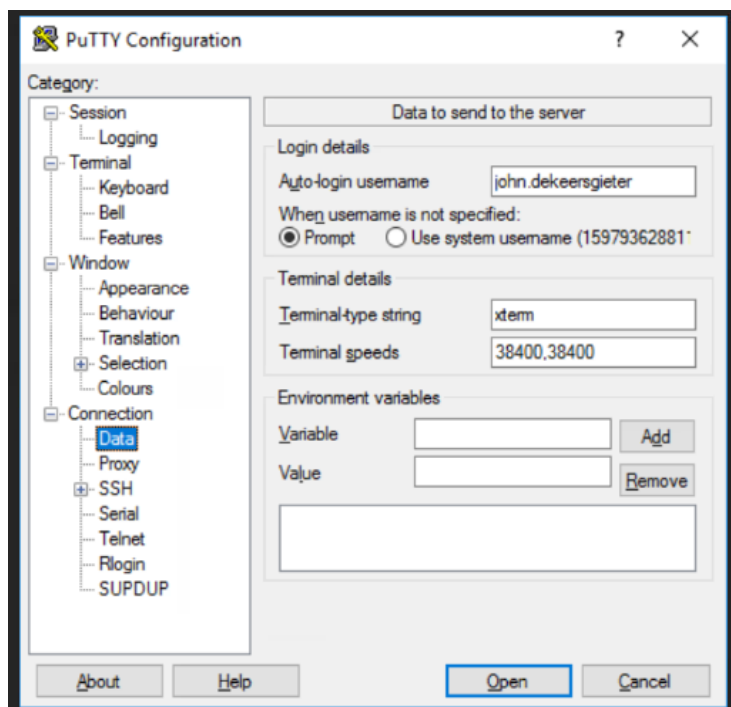 PuTTY Configuration
?
Category:
Session
Logging
Terminal
Keyboard
Bell
Features
Window
Appearance
Behaviour
Translation
Selection
Colours
Connection
Data
Proxy
SSH
Serial
Telnet
Rlogin
SUPDUP
Data to send to the server
Login details
Auto-login username john.dekeersgieter
When username is not specified:
Prompt Use system username (159793628811
Terminal details
Terminal-type string xterm
Terminal speeds 38400,38400
Environment variables
Variable Add
Value Remove
About Help Open Cancel